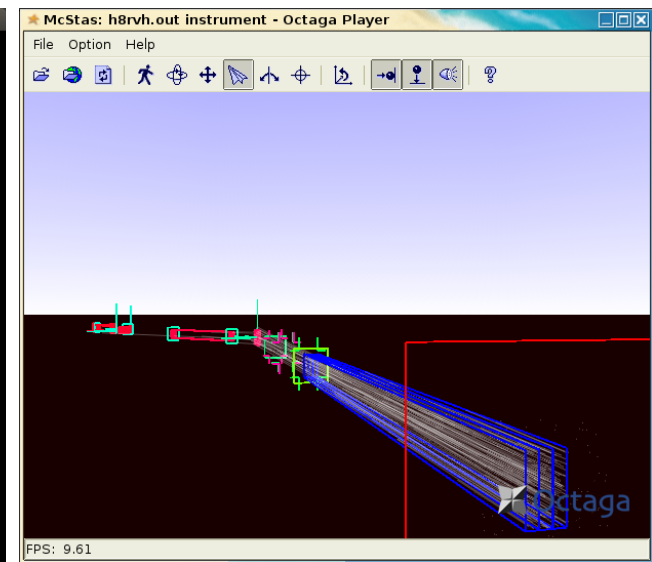 McStas: h8rvh.out instrument - Octaga Player
File Option Help
Octaga
FPS: 9.61